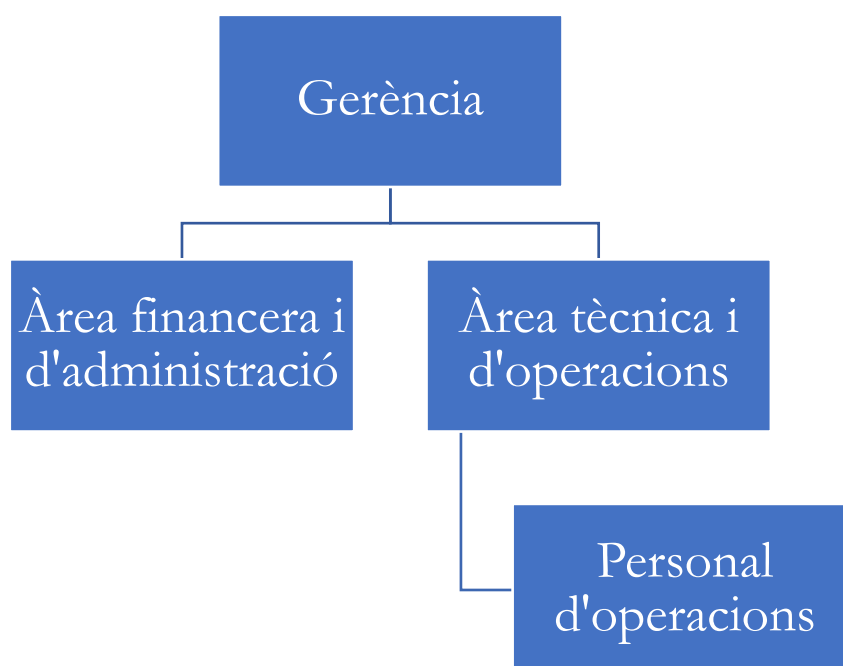 Gerència
Àrea financera i
d'administració
Àrea tècnica i
d'operacions
Personal
d'operacions